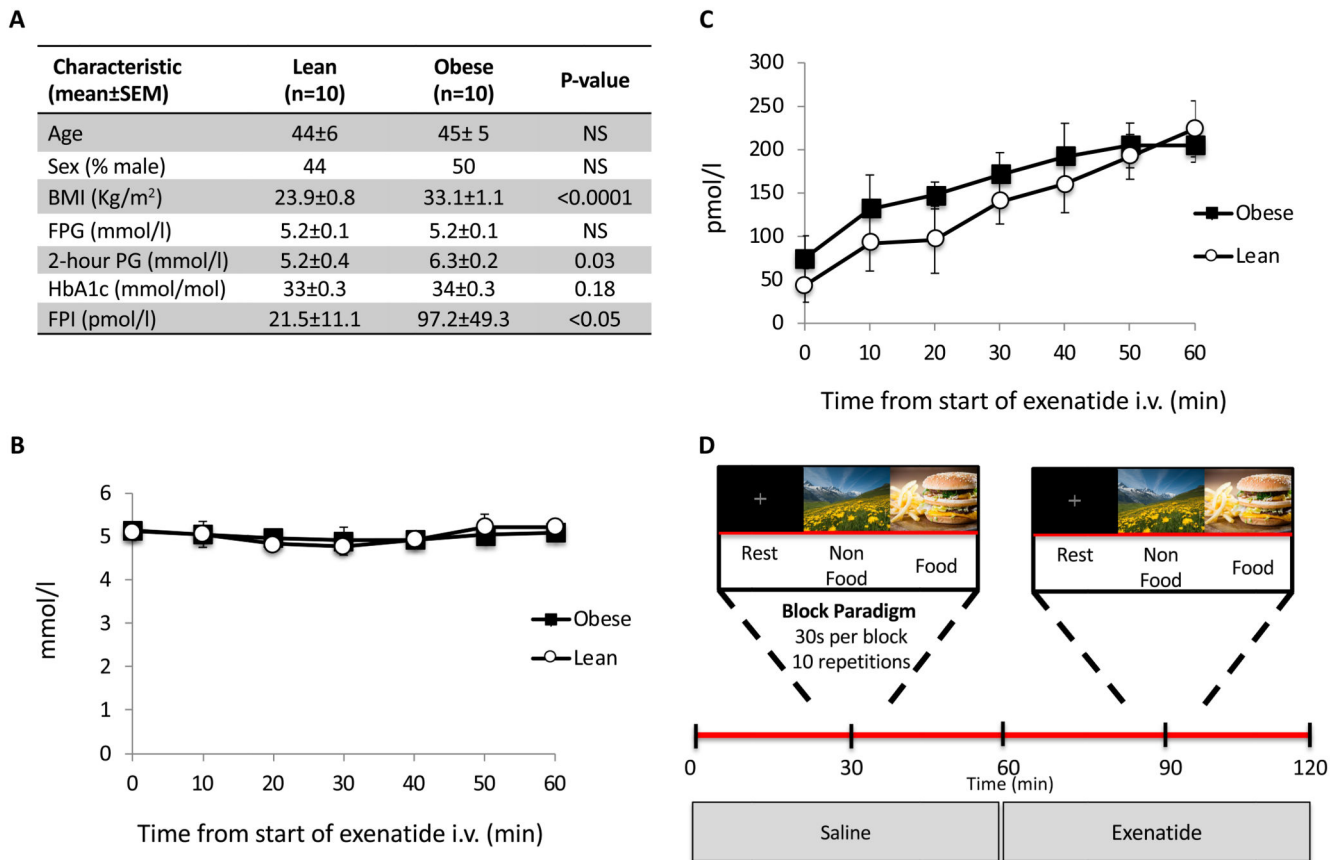 A
Characteristic (mean±SEM) Lean (n=10) Obese (n=10) P-value
Age 44±6 45± 5 NS
Sex (% male) 44 50 NS
BMI (Kg/m²) 23.9±0.8 33.1±1.1 <0.0001
FPG (mmol/l) 5.2±0.1 5.2±0.1 NS
2-hour PG (mmol/l) 5.2±0.4 6.3±0.2 0.03
HbA1c (mmol/mol) 33±0.3 34±0.3 0.18
FPI (pmol/l) 21.5±11.1 97.2±49.3 <0.05
B
6
5
4
3
2
1
0
mmol/l
Obese
Lean
0 10 20 30 40 50 60
Time from start of exenatide i.v. (min)
C
300
250
200
150
100
50
0
pmol/l
Obese
Lean
0 10 20 30 40 50 60
Time from start of exenatide i.v. (min)
D
Rest Non Food Food
Rest Non Food Food
Block Paradigm
30s per block
10 repetitions
0 30 60 90 120
Time (min)
Saline Exenatide